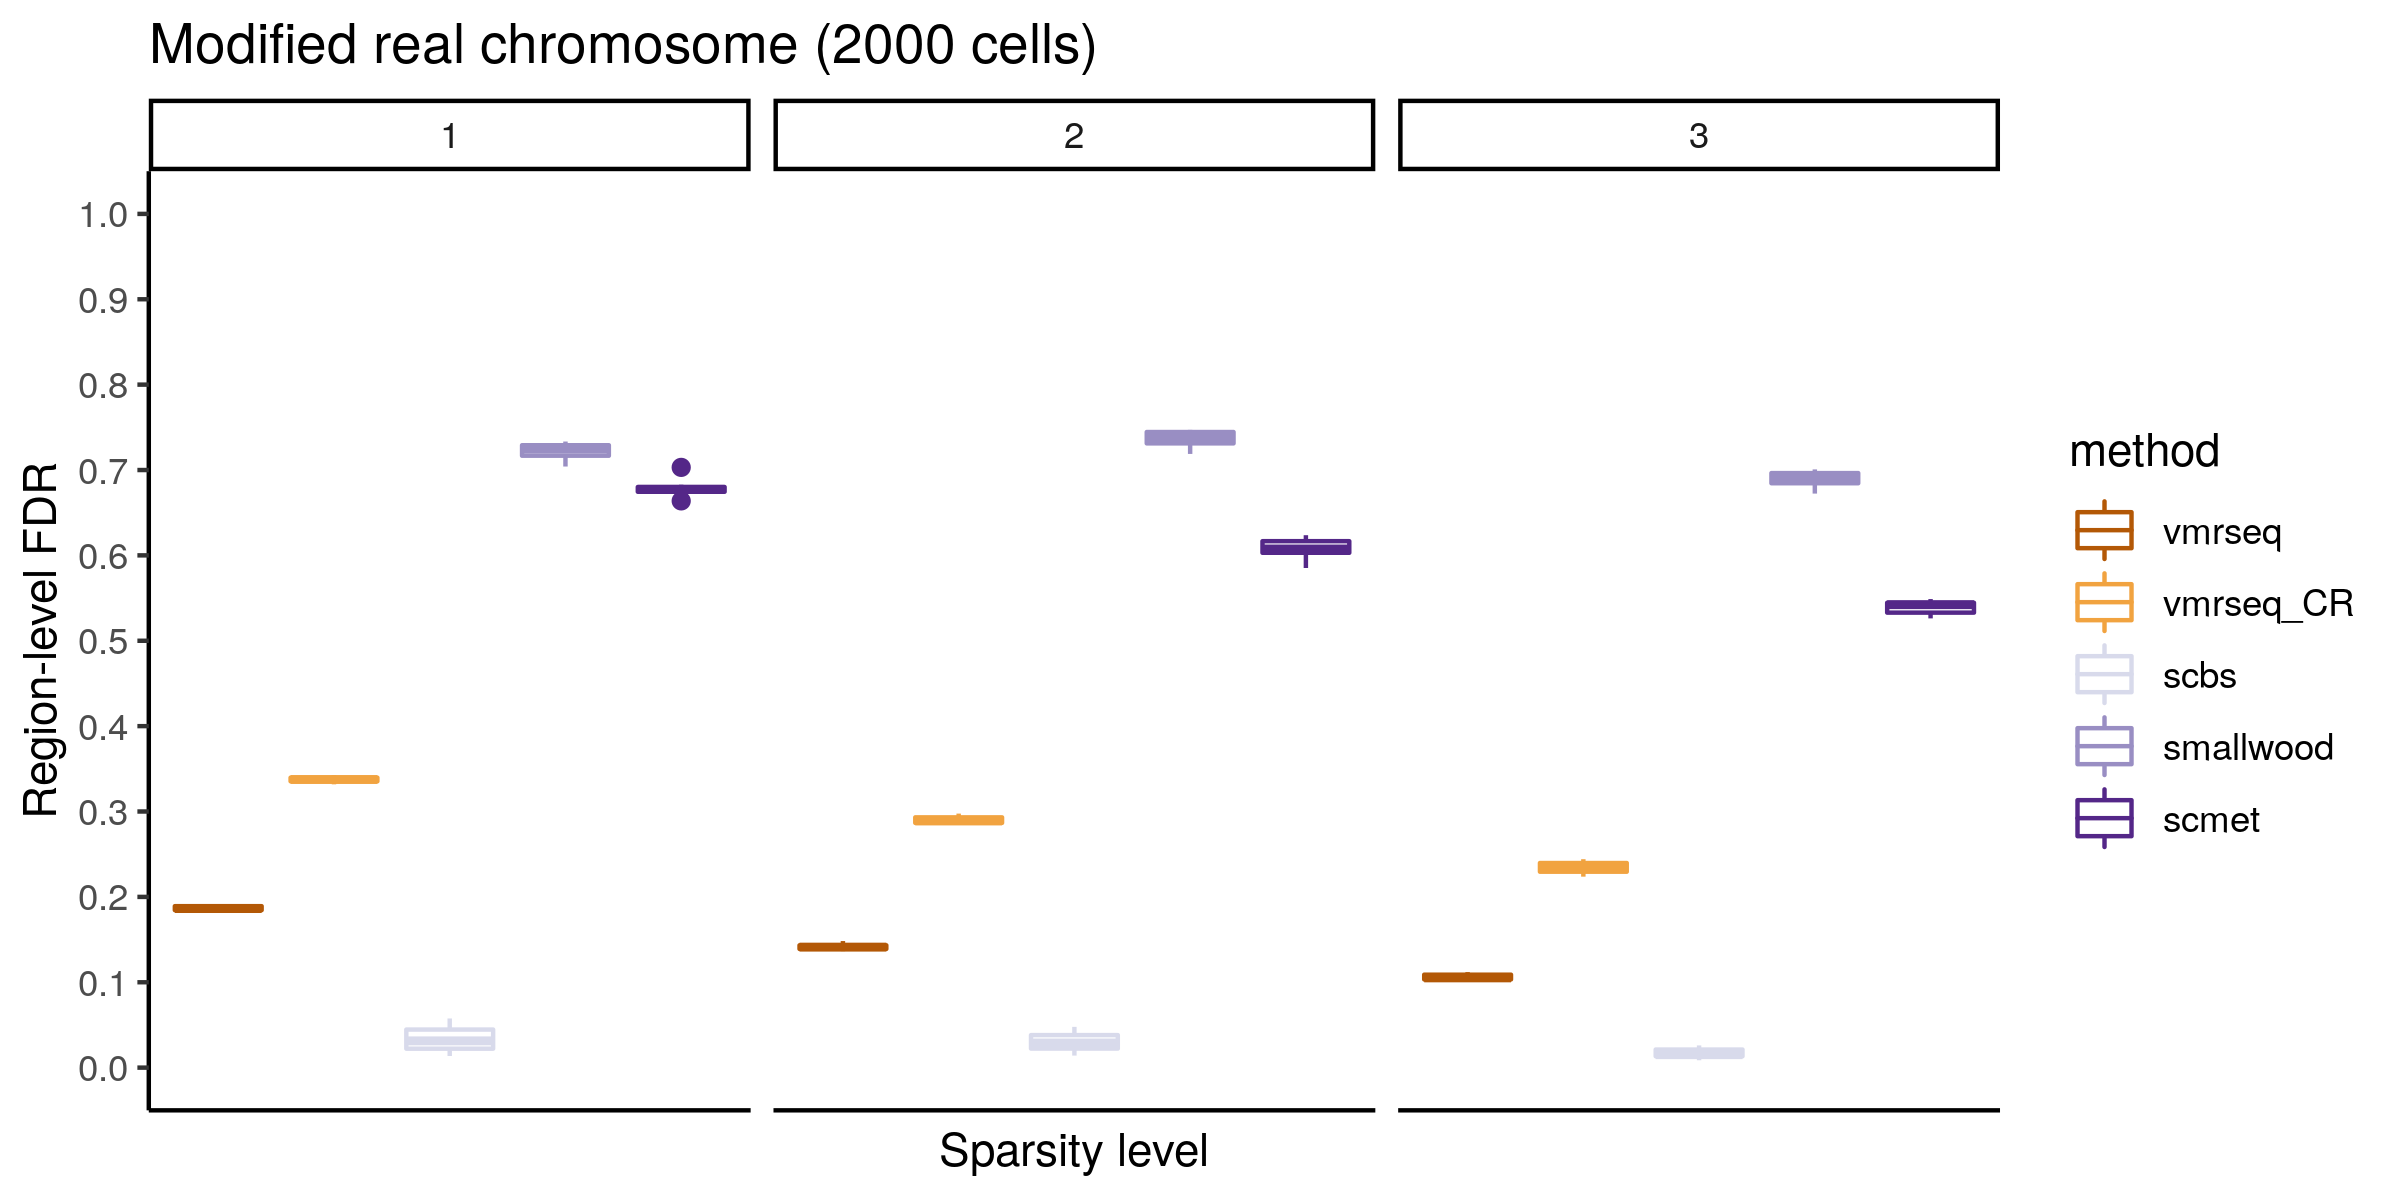 Modified real chromosome (2000 cells)
1
2
3
1.0
0.9
0.8
0.7
0.6
0.5
0.4
0.3
0.2
0.1
0.0
Region-level FDR
Sparsity level
method
vmrseq
vmrseq_CR
scbs
smallwood
scmet